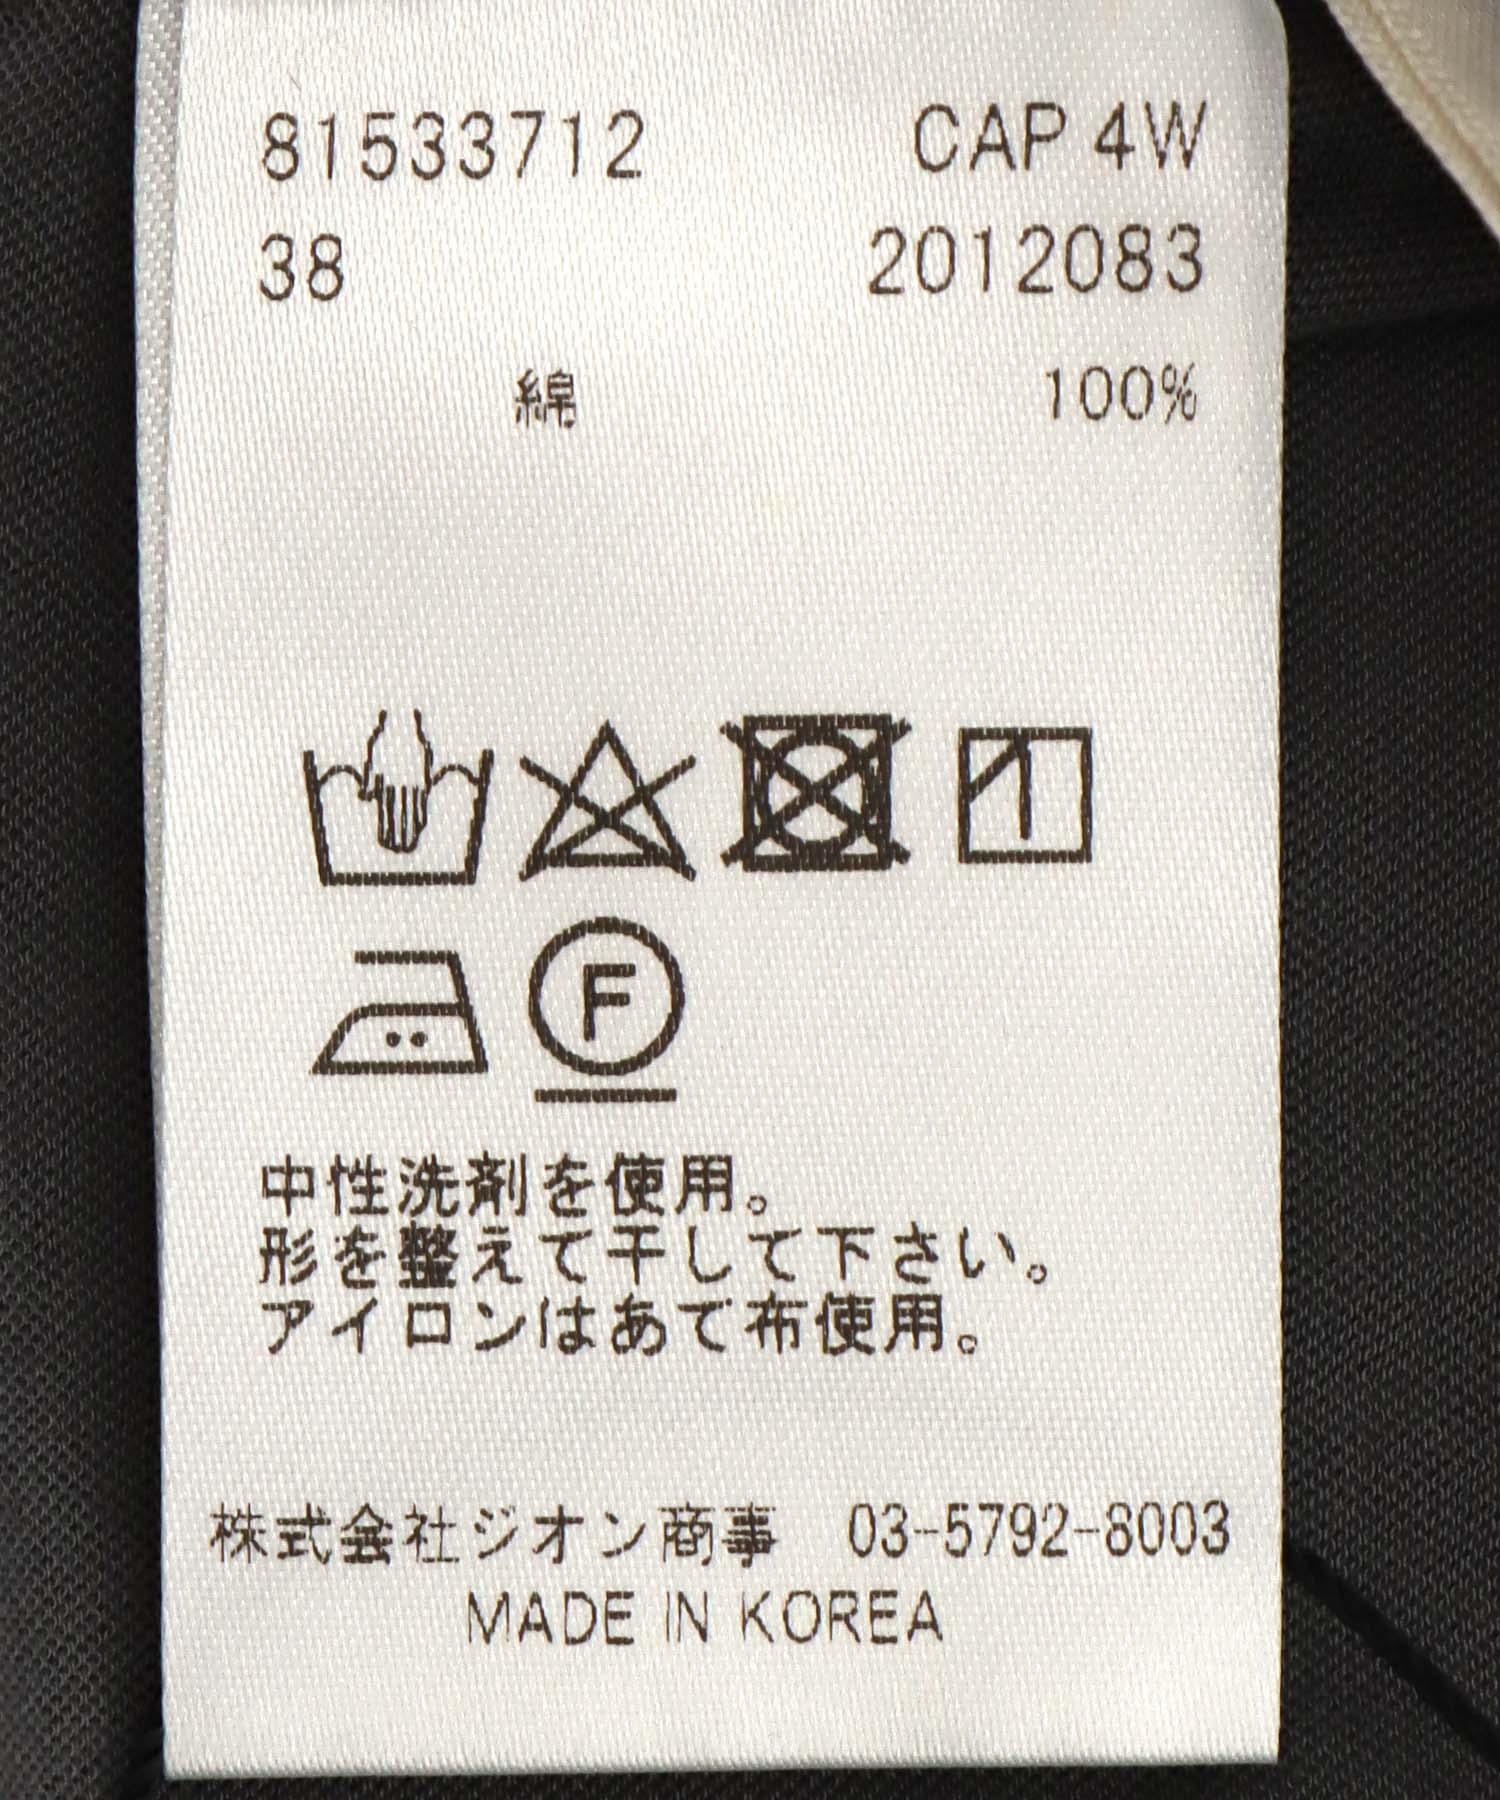 81533712 CAP 4W
38 2012083
綿 100%
F
中性洗剤を使用。
形を整えて干して下さい。
アイロンはあて布使用。
株式会社ジオン商事 03-5792-8003
MADE IN KOREA